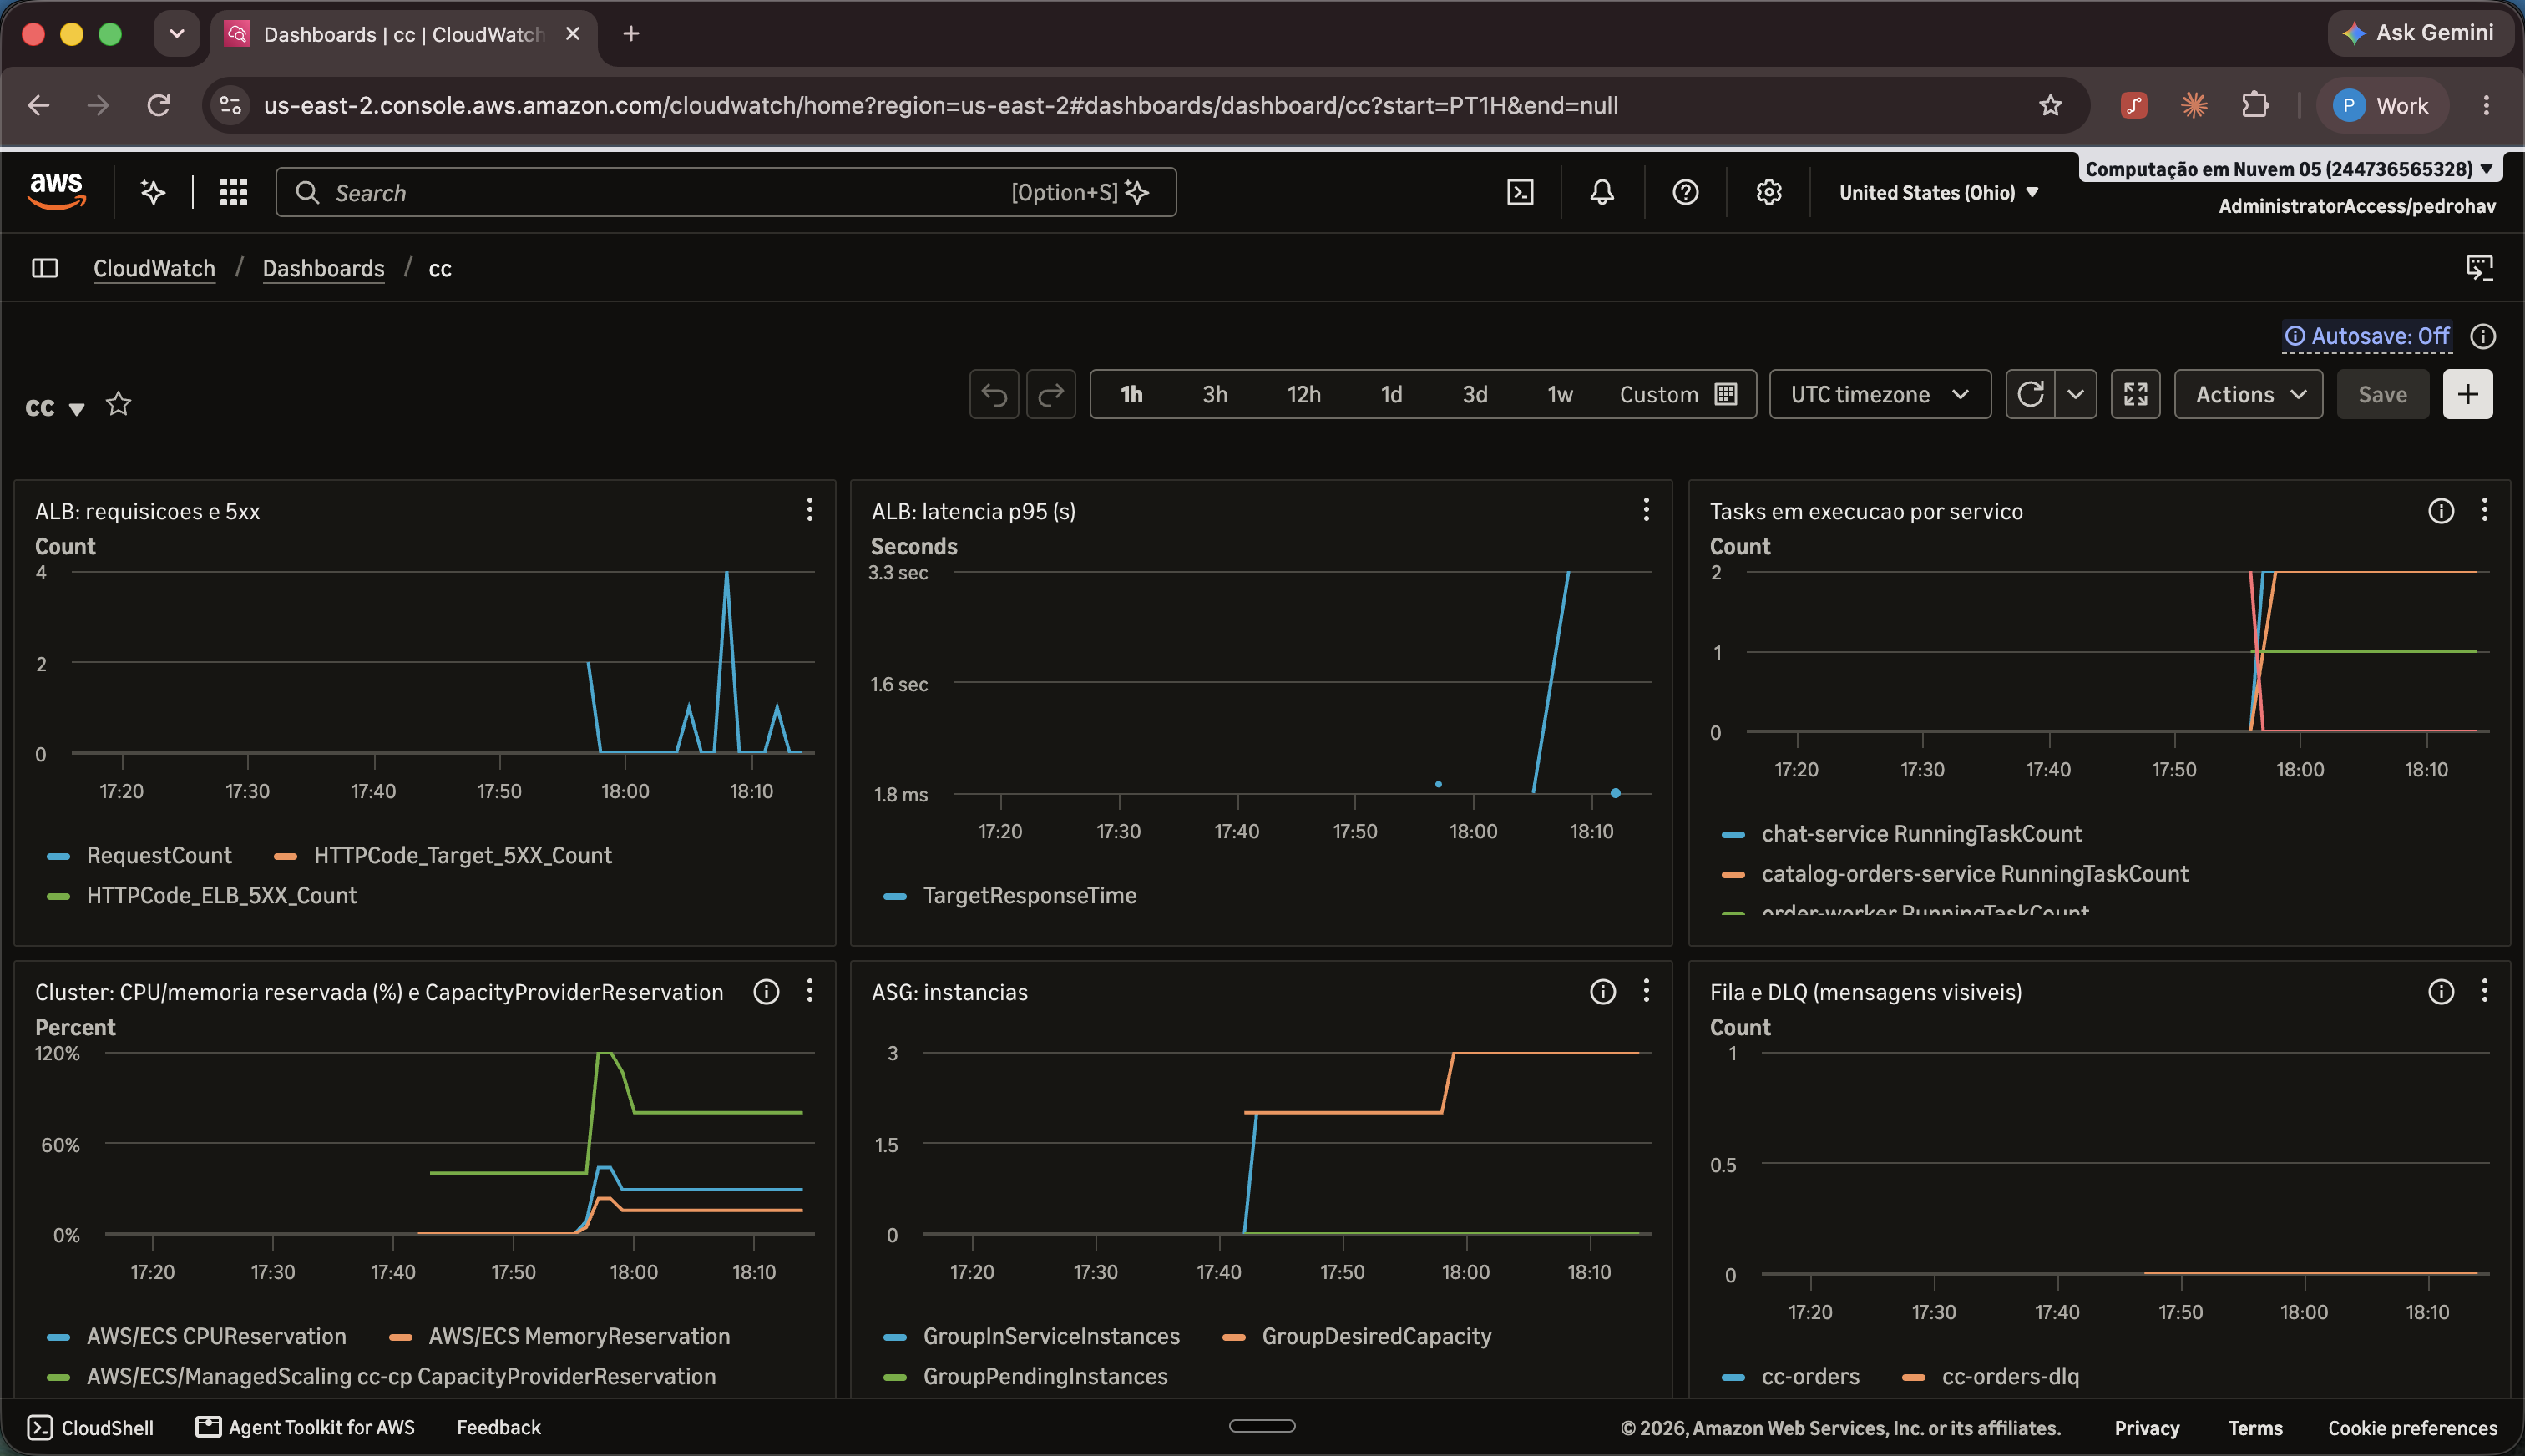 Dashboards | cc | CloudWatch
Ask Gemini
us-east-2.console.aws.amazon.com/cloudwatch/home?region=us-east-2#dashboards/dashboard/cc?start=PT1H&end=null
P Work
aws
Search [Option+S]
United States (Ohio)
Computação em Nuvem 05 (244736565328)
AdministratorAccess/pedrohav
CloudWatch / Dashboards / cc
Autosave: Off
cc
1h 3h 12h 1d 3d 1w Custom
UTC timezone
Actions
Save
ALB: requisicoes e 5xx
Count
4
2
0
17:20 17:30 17:40 17:50 18:00 18:10
RequestCount HTTPCode_Target_5XX_Count
HTTPCode_ELB_5XX_Count
ALB: latencia p95 (s)
Seconds
3.3 sec
1.6 sec
1.8 ms
17:20 17:30 17:40 17:50 18:00 18:10
TargetResponseTime
Tasks em execucao por servico
Count
2
1
0
17:20 17:30 17:40 17:50 18:00 18:10
chat-service RunningTaskCount
catalog-orders-service RunningTaskCount
order-worker RunningTaskCount
Cluster: CPU/memoria reservada (%) e CapacityProviderReservation
Percent
120%
60%
0%
17:20 17:30 17:40 17:50 18:00 18:10
AWS/ECS CPUReservation AWS/ECS MemoryReservation
AWS/ECS/ManagedScaling cc-cp CapacityProviderReservation
ASG: instancias
3
1.5
0
17:20 17:30 17:40 17:50 18:00 18:10
GroupInServiceInstances GroupDesiredCapacity
GroupPendingInstances
Fila e DLQ (mensagens visiveis)
Count
1
0.5
0
17:20 17:30 17:40 17:50 18:00 18:10
cc-orders cc-orders-dlq
CloudShell Agent Toolkit for AWS Feedback
© 2026, Amazon Web Services, Inc. or its affiliates. Privacy Terms Cookie preferences